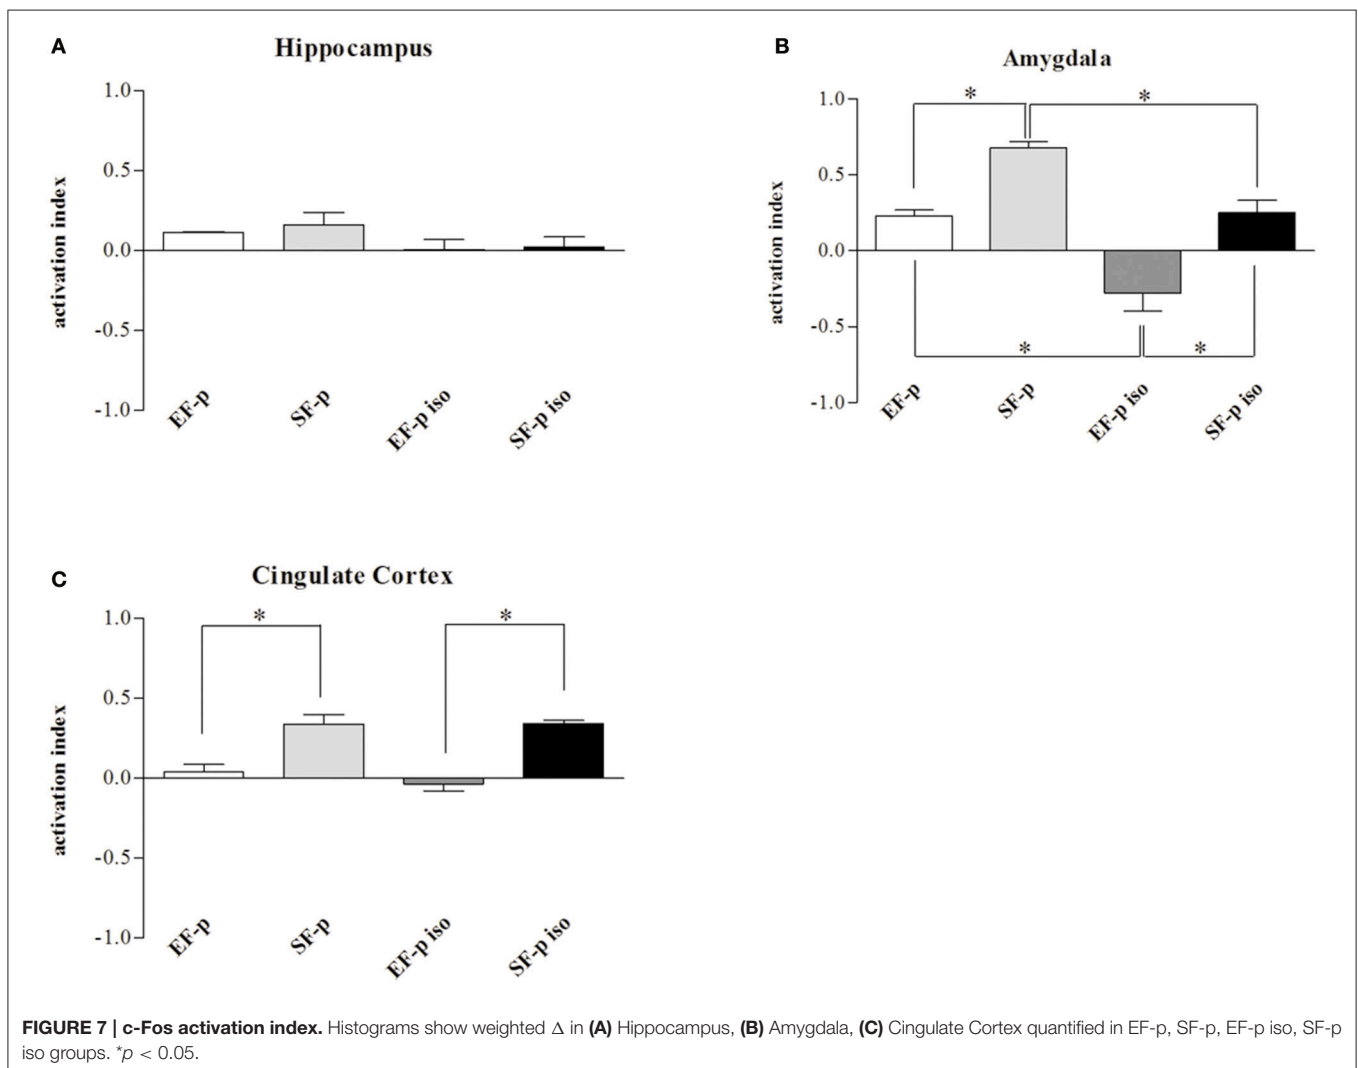 A
Hippocampus
1.0
0.5
0.0
-0.5
-1.0
activation index
EF-p
SF-p
EF-p iso
SF-p iso
B
Amygdala
* *
1.0
0.5
0.0
-0.5
-1.0
activation index
* *
EF-p
SF-p
EF-p iso
SF-p iso
C
Cingulate Cortex
* *
1.0
0.5
0.0
-0.5
-1.0
activation index
EF-p
SF-p
EF-p iso
SF-p iso
FIGURE 7 | c-Fos activation index. Histograms show weighted Δ in (A) Hippocampus, (B) Amygdala, (C) Cingulate Cortex quantified in EF-p, SF-p, EF-p iso, SF-p
iso groups. *p < 0.05.